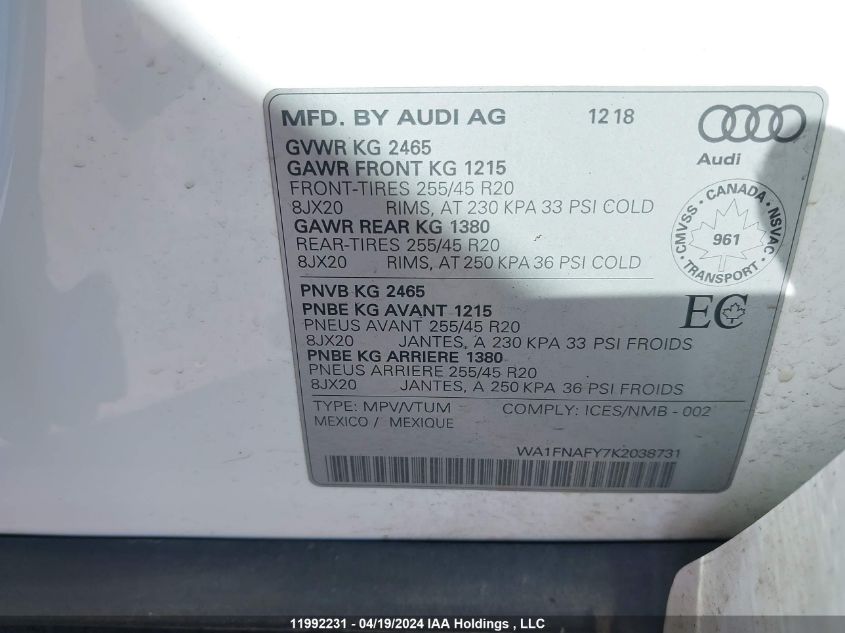 MFD. BY AUDI AG 1218
Audi
GVWR KG 2465
GAWR FRONT KG 1215
FRONT-TIRES 255/45 R20
8JX20 RIMS, AT 230 KPA 33 PSI COLD
GAWR REAR KG 1380
REAR-TIRES 255/45 R20
8JX20 RIMS, AT 250 KPA 36 PSI COLD
CMVSS · CANADA · NSVAC · TRANSPORT ·
961
PNVB KG 2465
PNBE KG AVANT 1215
PNEUS AVANT 255/45 R20
8JX20 JANTES, A 230 KPA 33 PSI FROIDS
PNBE KG ARRIERE 1380
PNEUS ARRIERE 255/45 R20
8JX20 JANTES, A 250 KPA 36 PSI FROIDS
EC
TYPE: MPV/VTUM COMPLY: ICES/NMB - 002
MEXICO / MEXIQUE
WA1FNAFY7K2038731
11992231 - 04/19/2024 IAA Holdings , LLC